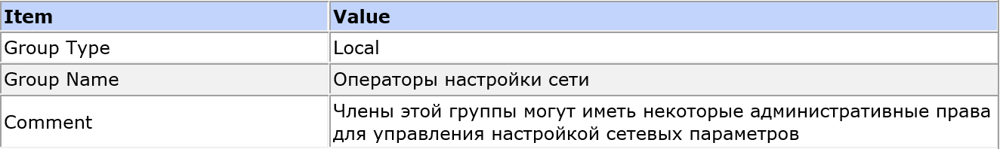 Item Value
Group Type Local
Group Name Операторы настройки сети
Comment Члены этой группы могут иметь некоторые административные права
для управления настройкой сетевых параметров